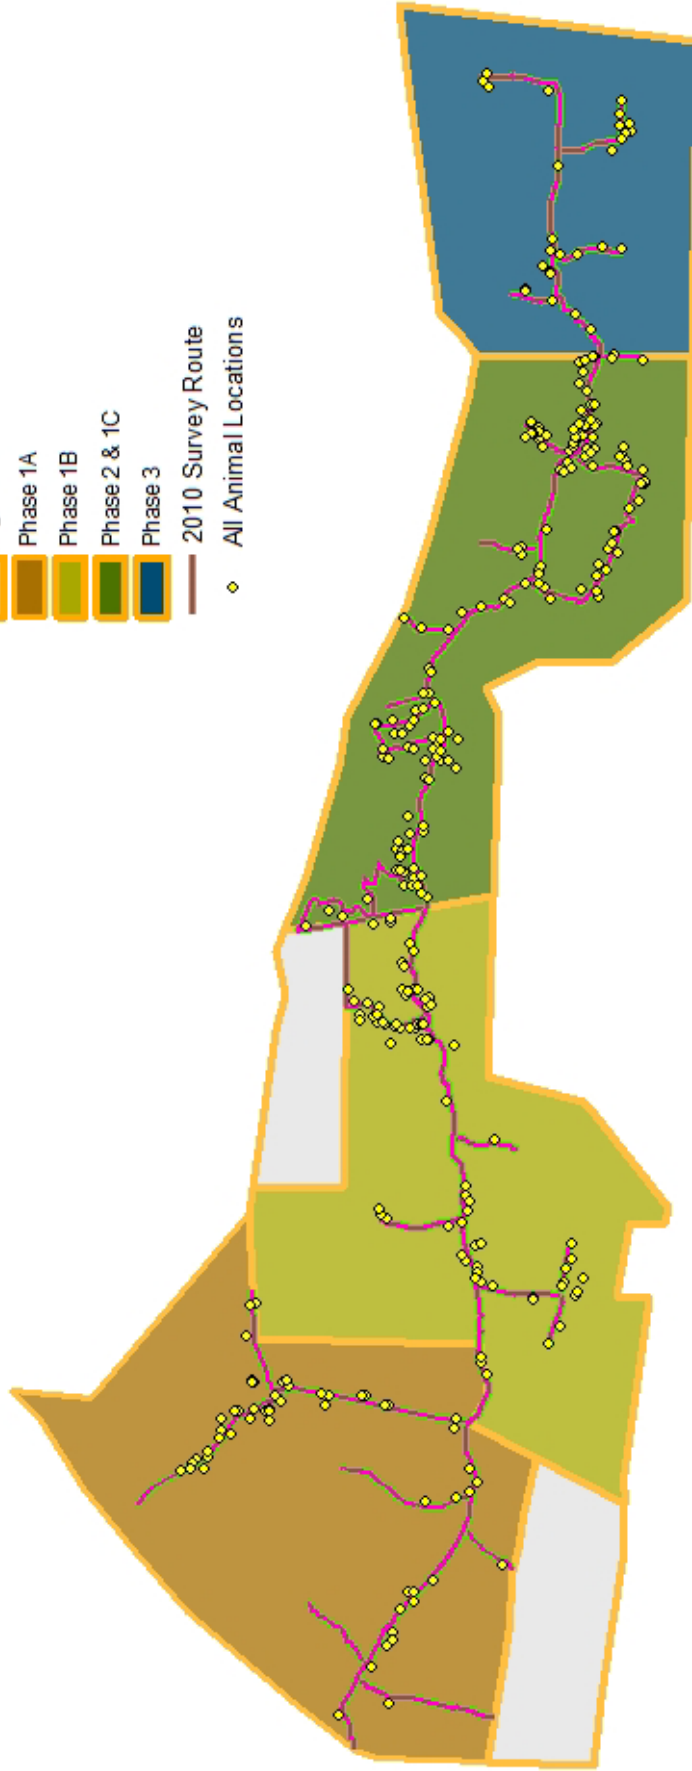 Phase 1A
Phase 1B
Phase 2 & 1C
Phase 3
2010 Survey Route
All Animal Locations